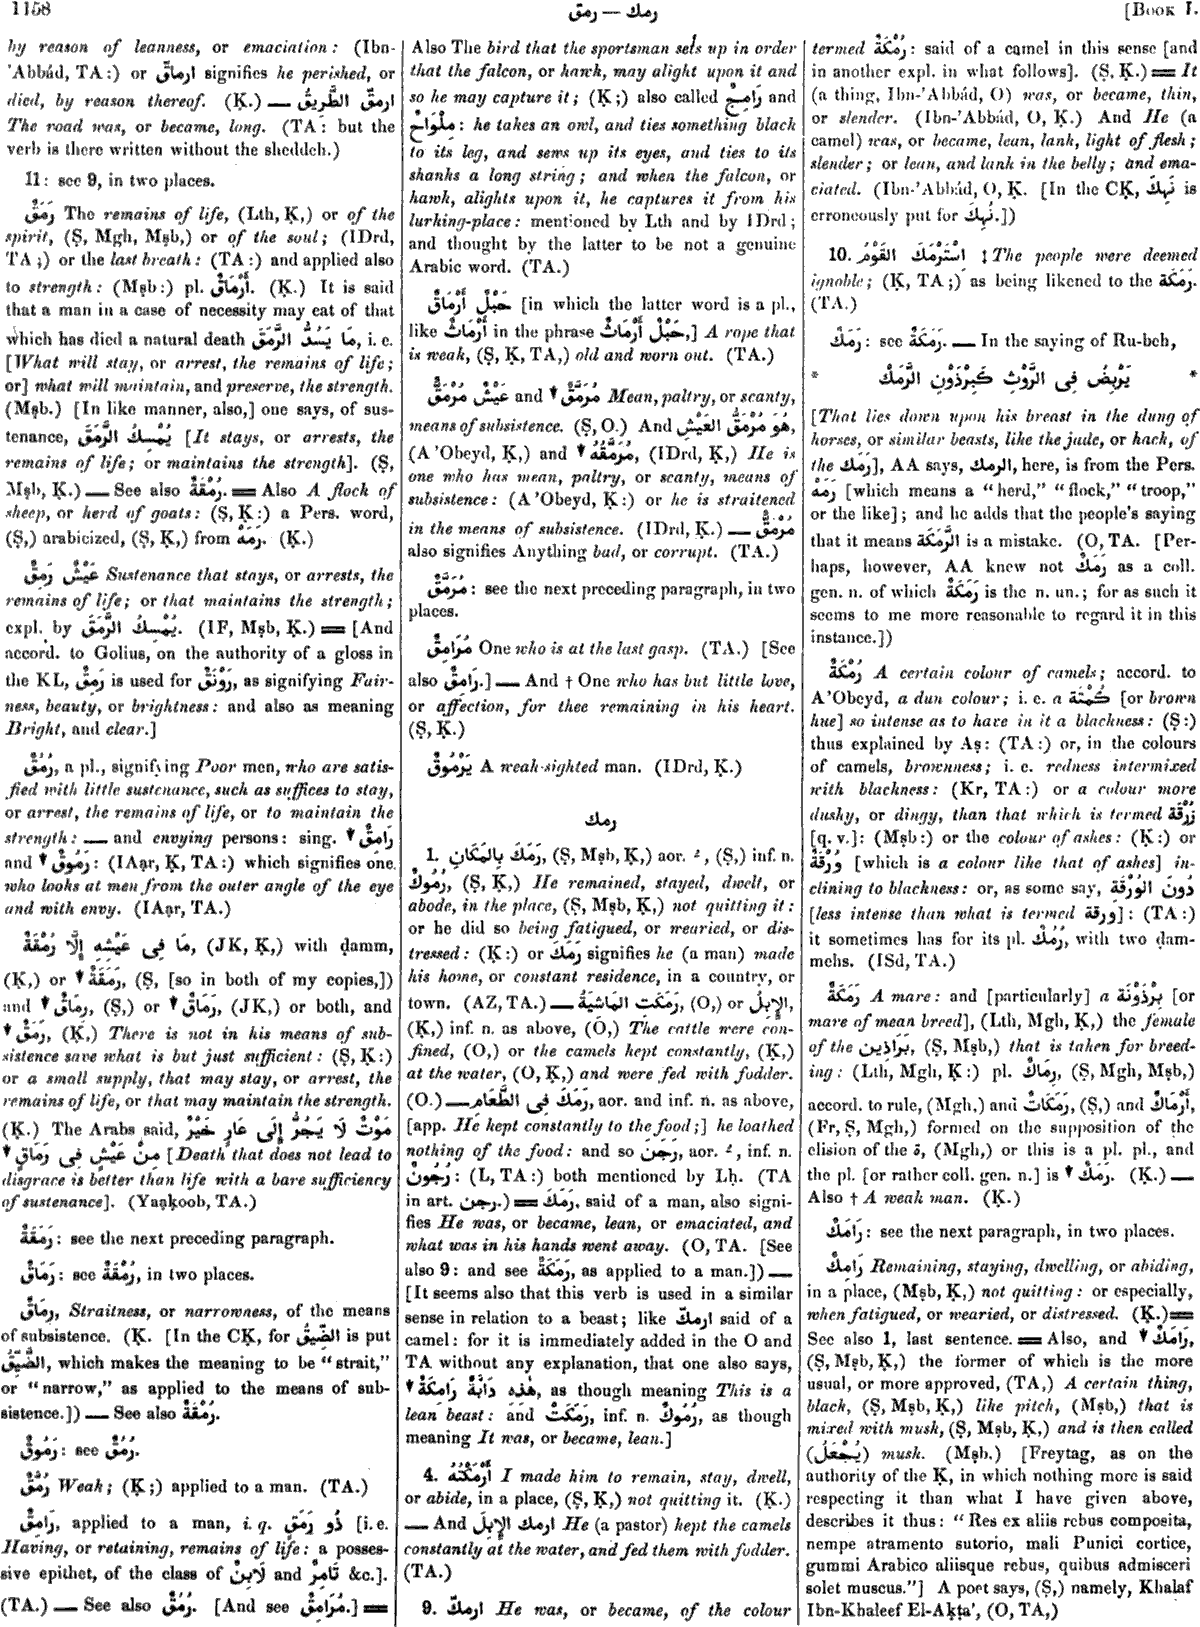 1158
رمك — رمق
[Book I.
by reason of leanness, or emaciation: (Ibn-
'Abbád, TA:) or ارماقّ signifies he perished, or
died, by reason thereof. (Ḳ.) — ارمقّ الطَّرِيقُ
The road was, or became, long. (TA: but the
verb is there written without the sheddeh.)
11: see 9, in two places.
رَمَقٌ The remains of life, (Lth, Ḳ,) or of the
spirit, (Ṣ, Mgh, Mṣb,) or of the soul; (IDrd,
TA;) or the last breath: (TA:) and applied also
to strength: (Mṣb:) pl. أَرْمَاقٌ. (Ḳ.) It is said
that a man in a case of necessity may eat of that
which has died a natural death مَا يَسُدُّ الرَّمَقَ, i. e.
[What will stay, or arrest, the remains of life;
or] what will maintain, and preserve, the strength.
(Mṣb.) [In like manner, also,] one says, of sus-
tenance, يُمْسِكُ الرَّمَقَ [It stays, or arrests, the
remains of life; or maintains the strength]. (Ṣ,
Mṣb, Ḳ.) — See also رُمْقَةٌ. = Also A flock of
sheep, or herd of goats: (Ṣ, Ḳ:) a Pers. word,
(Ṣ,) arabicized, (Ṣ, Ḳ,) from رَمَهْ. (Ḳ.)
عَيْشٌ رَمِقٌ Sustenance that stays, or arrests, the
remains of life; or that maintains the strength;
expl. by يُمْسِكُ الرَّمَقَ. (IF, Mṣb, Ḳ.) = [And
accord. to Golius, on the authority of a gloss in
the KL, رَمِقٌ is used for رَوْنَقٌ, as signifying Fair-
ness, beauty, or brightness: and also as meaning
Bright, and clear.]
رُمُقٌ, a pl., signifying Poor men, who are satis-
fied with little sustenance, such as suffices to stay,
or arrest, the remains of life, or to maintain the
strength: — and envying persons: sing. ▼ رَامِقٌ
and ▼ رَمُوقٌ: (IAạr, Ḳ, TA:) which signifies one
who looks at men from the outer angle of the eye
and with envy. (IAạr, TA.)
مَا فِى عَيْشِهِ إِلَّا رُمْقَةٌ, (JK, Ḳ,) with ḍamm,
(Ḳ,) or ▼ رَمَقَةٌ, (Ṣ, [so in both of my copies,])
and ▼ رِمَاقٌ, (Ṣ,) or ▼ رَمَاقٌ, (JK,) or both, and
▼ رَمَقٌ, (Ḳ,) There is not in his means of sub-
sistence save what is but just sufficient: (Ṣ, Ḳ:)
or a small supply, that may stay, or arrest, the
remains of life, or that may maintain the strength.
(Ḳ.) The Arabs said, مَوْتٌ لَا يَجُرُّ إِلَى عَارٍ خَيْرٌ
▼ مِنْ عَيْشٍ فِى رَمَاقٍ [Death that does not lead to
disgrace is better than life with a bare sufficiency
of sustenance]. (Yaạḳoob, TA.)
رَمَقَةٌ: see the next preceding paragraph.
رَمَاقٌ: see رُمْقَةٌ, in two places.
رِمَاقٌ, Straitness, or narrowness, of the means
of subsistence. (Ḳ. [In the CḲ, for الضِّيقُ is put
الضَّيِّقُ, which makes the meaning to be "strait,"
or "narrow," as applied to the means of sub-
sistence.]) — See also رُمْقَةٌ.
رَمُوقٌ: see رُمُقٌ.
رُمَّقٌ Weak; (Ḳ;) applied to a man. (TA.)
رَامِقٌ, applied to a man, i. q. ذُو رَمَقٍ [i. e.
Having, or retaining, remains of life: a posses-
sive epithet, of the class of لَابِنٌ and تَامِرٌ &c.].
(TA.) — See also رُمُقٌ. [And see مُرَامِقٌ.] =
Also The bird that the sportsman sets up in order
that the falcon, or hawk, may alight upon it and
so he may capture it; (Ḳ;) also called رَامِجٌ and
مِلْوَاحٌ: he takes an owl, and ties something black
to its leg, and sews up its eyes, and ties to its
shanks a long string; and when the falcon, or
hawk, alights upon it, he captures it from his
lurking-place: mentioned by Lth and by IDrd;
and thought by the latter to be not a genuine
Arabic word. (TA.)
حَبْلٌ أَرْمَاقٌ [in which the latter word is a pl.,
like أَرْمَاثٌ in the phrase حَبْلٌ أَرْمَاثٌ,] A rope that
is weak, (Ṣ, Ḳ, TA,) old and worn out. (TA.)
عَيْشٌ مُرْمَقٌّ and ▼ مُرَمَّقٌ Mean, paltry, or scanty,
means of subsistence. (Ṣ, O.) And هُوَ مُرْمَقُّ العَيْشِ,
(A 'Obeyd, Ḳ,) and ▼ مُرَمَّقُهُ, (IDrd, Ḳ,) He is
one who has mean, paltry, or scanty, means of
subsistence: (A 'Obeyd, Ḳ:) or he is straitened
in the means of subsistence. (IDrd, Ḳ.) — مُرْمَقٌّ
also signifies Anything bad, or corrupt. (TA.)
مُرَمَّقٌ: see the next preceding paragraph, in two
places.
مُرَامِقٌ One who is at the last gasp. (TA.) [See
also رَامِقٌ.] — And † One who has but little love,
or affection, for thee remaining in his heart.
(Ṣ, Ḳ.)
يَرْمُوقٌ A weak-sighted man. (IDrd, Ḳ.)
رمك
1. رَمَكَ بِالمَكَانِ, (Ṣ, Mṣb, Ḳ,) aor. ـُ, (Ṣ,) inf. n.
رُمُوكٌ, (Ṣ, Ḳ,) He remained, stayed, dwelt, or
abode, in the place, (Ṣ, Mṣb, Ḳ,) not quitting it:
or he did so being fatigued, or wearied, or dis-
tressed: (Ḳ:) or رَمَكَ signifies he (a man) made
his home, or constant residence, in a country, or
town. (AZ, TA.) — رَمَكَتِ المَاشِيَةُ, (O,) or الإِبِلُ,
(Ḳ,) inf. n. as above, (O,) The cattle were con-
fined, (O,) or the camels kept constantly, (Ḳ,)
at the water, (O, Ḳ,) and were fed with fodder.
(O.) — رَمَكَ فِى الطَّعَامِ, aor. and inf. n. as above,
[app. He kept constantly to the food;] he loathed
nothing of the food: and so رَجَنَ, aor. ـُ, inf. n.
رُجُونٌ: (L, TA:) both mentioned by Lḥ. (TA
in art. رجن.) = رَمَكَ, said of a man, also signi-
fies He was, or became, lean, or emaciated, and
what was in his hands went away. (O, TA. [See
also 9: and see رَمَكَةٌ, as applied to a man.]) —
[It seems also that this verb is used in a similar
sense in relation to a beast; like ارمكّ said of a
camel: for it is immediately added in the O and
TA without any explanation, that one also says,
▼ هٰذِهِ دَابَّةٌ رَامِكَةٌ, as though meaning This is a
lean beast: and رَمَكَتْ, inf. n. رُمُوكٌ, as though
meaning It was, or became, lean.]
4. أَرْمَكْتُهُ I made him to remain, stay, dwell,
or abide, in a place, (Ṣ, Ḳ,) not quitting it. (Ḳ.)
— And ارمك الإِبِلَ He (a pastor) kept the camels
constantly at the water, and fed them with fodder.
(TA.)
9. ارمكّ He was, or became, of the colour
termed رُمْكَةٌ: said of a camel in this sense [and
in another expl. in what follows]. (Ṣ, Ḳ.) = It
(a thing, Ibn-'Abbád, O) was, or became, thin,
or slender. (Ibn-'Abbád, O, Ḳ.) And He (a
camel) was, or became, lean, lank, light of flesh;
slender; or lean, and lank in the belly; and ema-
ciated. (Ibn-'Abbád, O, Ḳ. [In the CḲ, نَهِكَ is
erroneously put for نُهِكَ.])
10. اسْتَرْمَكَ القَوْمُ ‡ The people were deemed
ignoble; (Ḳ, TA;) as being likened to the رَمَكَة.
(TA.)
رَمَكٌ: see رَمَكَةٌ. — In the saying of Ru-beh,
* يَرْبِضُ فِى الرَّوْثِ كَبِرْذَوْنِ الرَّمَكْ *
[That lies down upon his breast in the dung of
horses, or similar beasts, like the jade, or hack, of
the رَمَك], AA says, الرمك, here, is from the Pers.
رَمَهْ [which means a "herd," "flock," "troop,"
or the like]; and he adds that the people's saying
that it means الرَّمَكَة is a mistake. (O, TA. [Per-
haps, however, AA knew not رَمَكٌ as a coll.
gen. n. of which رَمَكَةٌ is the n. un.; for as such it
seems to me more reasonable to regard it in this
instance.])
رُمْكَةٌ A certain colour of camels; accord. to
A'Obeyd, a dun colour; i. e. a كُمْتَة [or brown
hue] so intense as to have in it a blackness: (Ṣ:)
thus explained by Aṣ: (TA:) or, in the colours
of camels, brownness; i. e. redness intermixed
with blackness: (Kr, TA:) or a colour more
dusky, or dingy, than that which is termed زُرْقَة
[q. v.]: (Mṣb:) or the colour of ashes: (Ḳ:) or
وُرْقَة [which is a colour like that of ashes] in-
clining to blackness: or, as some say, دُونَ الوُرْقَةِ
[less intense than what is termed ورقة]: (TA:)
it sometimes has for its pl. رُمُكٌ, with two ḍam-
mehs. (ISd, TA.)
رَمَكَةٌ A mare: and [particularly] a بِرْذَوْنَة [or
mare of mean breed], (Lth, Mgh, Ḳ,) the female
of the بَرَاذِين, (Ṣ, Mṣb,) that is taken for breed-
ing: (Lth, Mgh, Ḳ:) pl. رِمَاكٌ, (Ṣ, Mgh, Mṣb,)
accord. to rule, (Mgh,) and رَمَكَاتٌ, (Ṣ,) and أَرْمَاكٌ,
(Fr, Ṣ, Mgh,) formed on the supposition of the
elision of the ة, (Mgh,) or this is a pl. pl., and
the pl. [or rather coll. gen. n.] is ▼ رَمَكٌ. (Ḳ.) —
Also † A weak man. (Ḳ.)
رَامَكٌ: see the next paragraph, in two places.
رَامِكٌ Remaining, staying, dwelling, or abiding,
in a place, (Mṣb, Ḳ,) not quitting: or especially,
when fatigued, or wearied, or distressed. (Ḳ.) =
See also 1, last sentence. = Also, and ▼ رَامَكٌ,
(Ṣ, Mṣb, Ḳ,) the former of which is the more
usual, or more approved, (TA,) A certain thing,
black, (Ṣ, Mṣb, Ḳ,) like pitch, (Mṣb,) that is
mixed with musk, (Ṣ, Mṣb, Ḳ,) and is then called
(يُجْعَلُ) musk. (Mṣb.) [Freytag, as on the
authority of the Ḳ, in which nothing more is said
respecting it than what I have given above,
describes it thus: "Res ex aliis rebus composita,
nempe atramento sutorio, mali Punici cortice,
gummi Arabico aliisque rebus, quibus admisceri
solet muscus."] A poet says, (Ṣ,) namely, Khalaf
Ibn-Khaleef El-Aḳṭa', (O, TA,)